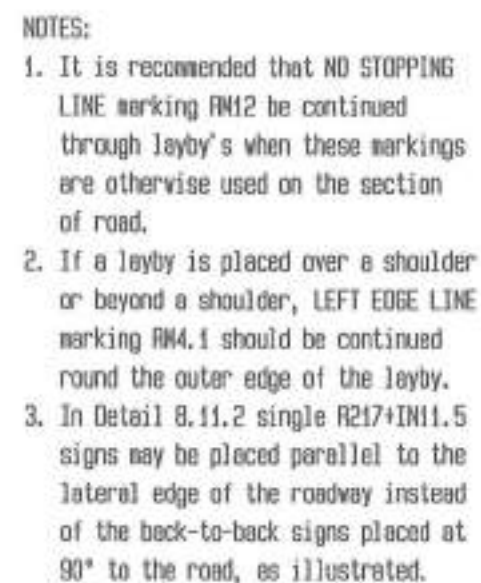 NOTES:
1. It is recommended that NO STOPPING
LINE marking RM12 be continued
through layby's when these markings
are otherwise used on the section
of road.
2. If a layby is placed over a shoulder
or beyond a shoulder, LEFT EDGE LINE
marking RM4.1 should be continued
round the outer edge of the layby.
3. In Detail 8.11.2 single R217+IN11.5
signs may be placed parallel to the
lateral edge of the roadway instead
of the back-to-back signs placed at
90° to the road, as illustrated.